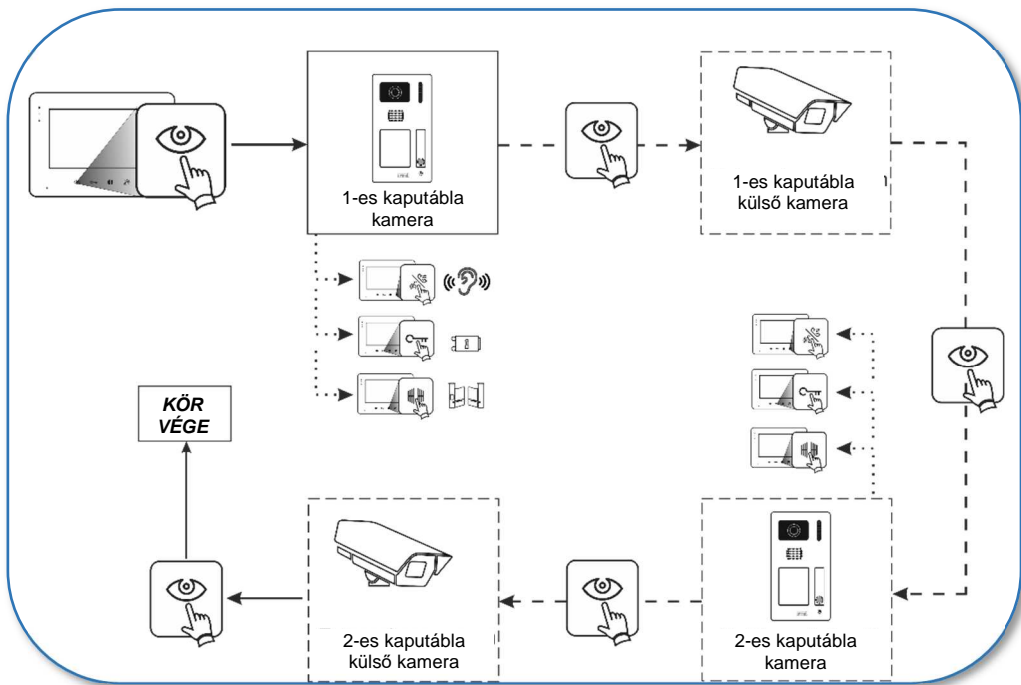 1-es kaputábla
kamera
1-es kaputábla
külső kamera
KÖR
VÉGE
2-es kaputábla
külső kamera
2-es kaputábla
kamera